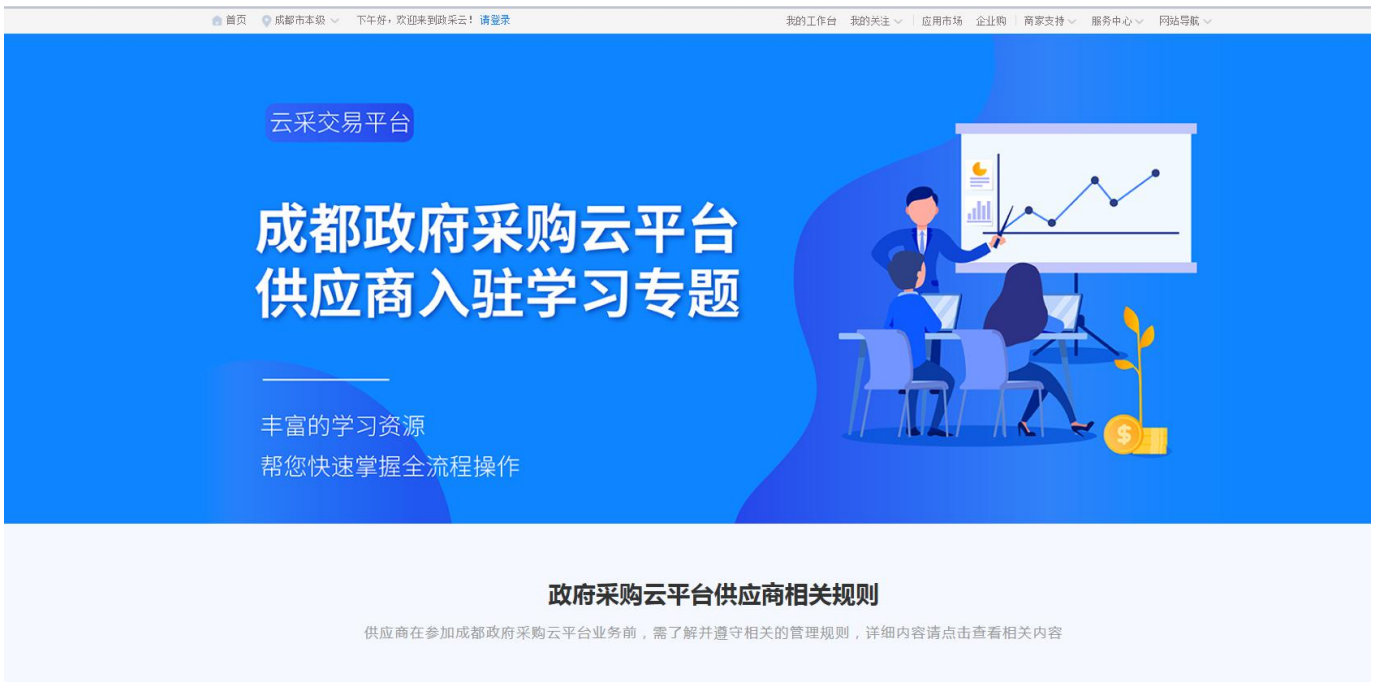 首页 成都市本级 下午好，欢迎来到政采云！ 请登录 我的工作台 我的关注 应用市场 企业购 商家支持 服务中心 网站导航
云采交易平台
成都政府采购云平台
供应商入驻学习专题
丰富的学习资源
帮您快速掌握全流程操作
$
政府采购云平台供应商相关规则
供应商在参加成都政府采购云平台业务前，需了解并遵守相关的管理规则，详细内容请点击查看相关内容